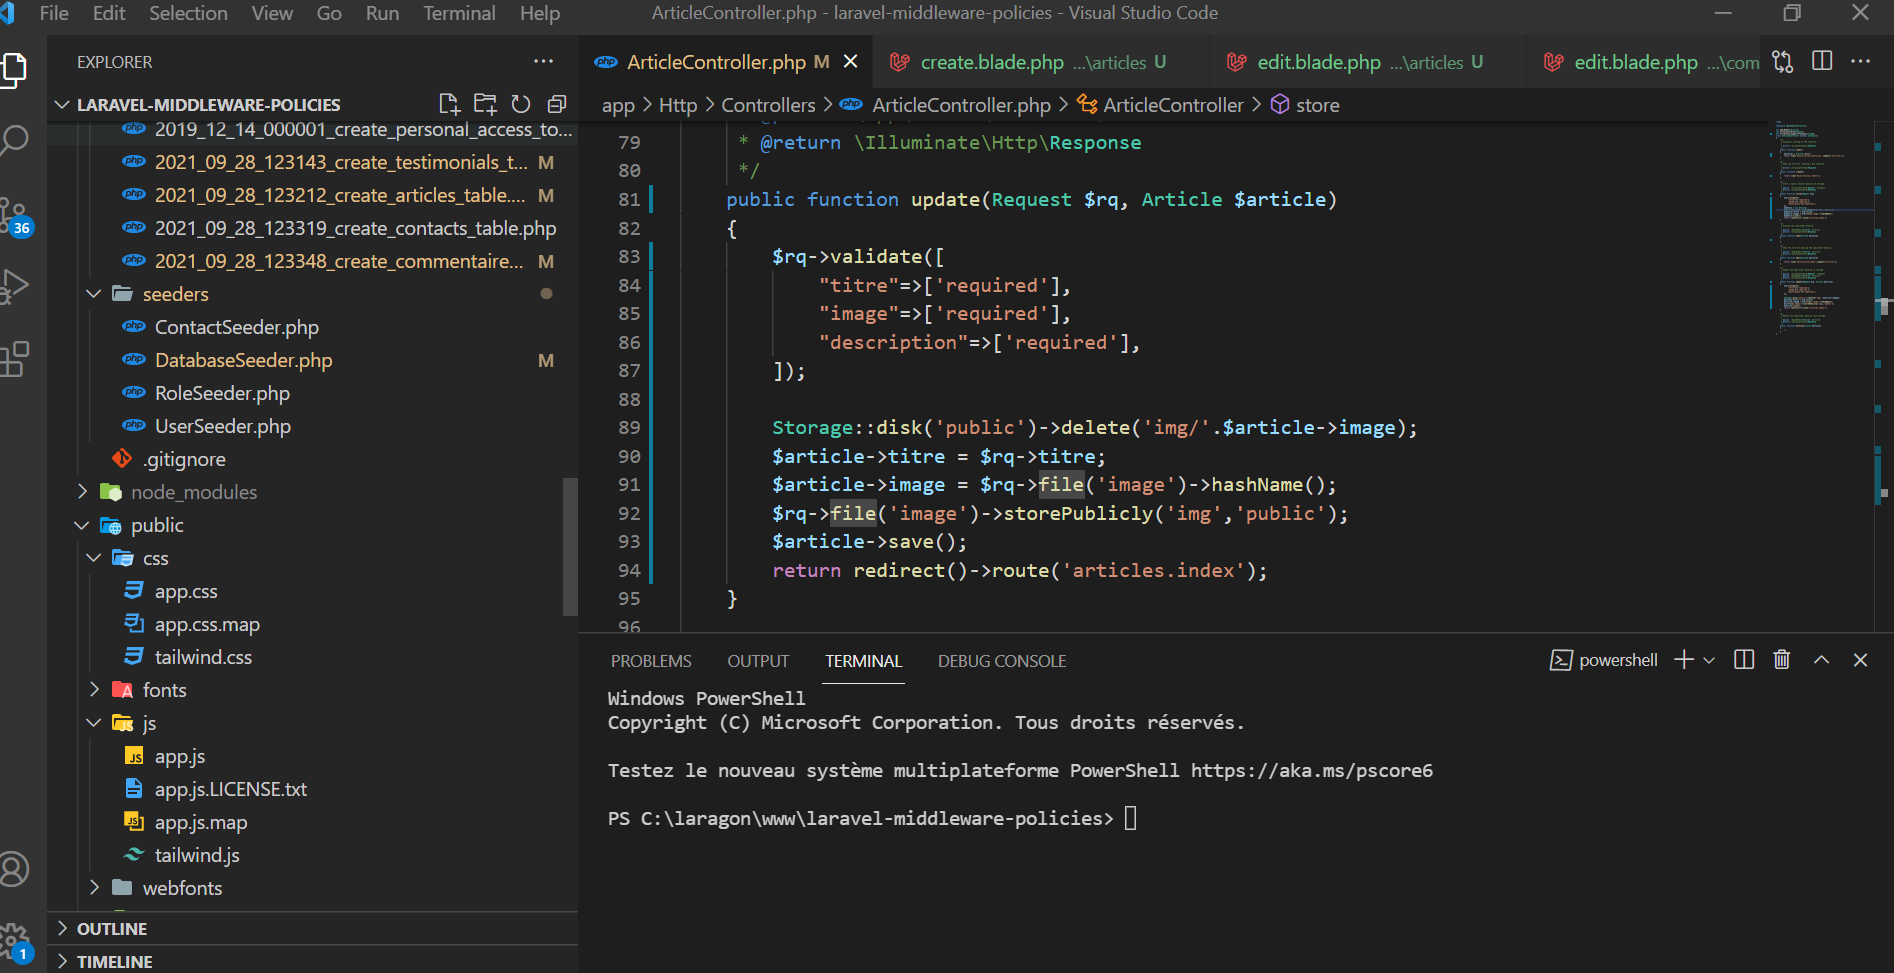 File Edit Selection View Go Run Terminal Help ArticleController.php - laravel-middleware-policies - Visual Studio Code
EXPLORER ...
LARAVEL-MIDDLEWARE-POLICIES
2019_12_14_000001_create_personal_access_to...
2021_09_28_123143_create_testimonials_t... M
2021_09_28_123212_create_articles_table.... M
2021_09_28_123319_create_contacts_table.php
2021_09_28_123348_create_commentaire... M
seeders
ContactSeeder.php
DatabaseSeeder.php M
RoleSeeder.php
UserSeeder.php
.gitignore
node_modules
public
css
app.css
app.css.map
tailwind.css
fonts
js
app.js
app.js.LICENSE.txt
app.js.map
tailwind.js
webfonts
OUTLINE
TIMELINE
36
1
ArticleController.php M create.blade.php ...\articles U edit.blade.php ...\articles U edit.blade.php ...\com
app > Http > Controllers > ArticleController.php > ArticleController > store
79 * @return \Illuminate\Http\Response
80 */
81 public function update(Request $rq, Article $article)
82 {
83 $rq->validate([
84 "titre"=>['required'],
85 "image"=>['required'],
86 "description"=>['required'],
87 ]);
88
89 Storage::disk('public')->delete('img/'.$article->image);
90 $article->titre = $rq->titre;
91 $article->image = $rq->file('image')->hashName();
92 $rq->file('image')->storePublicly('img','public');
93 $article->save();
94 return redirect()->route('articles.index');
95 }
96
PROBLEMS OUTPUT TERMINAL DEBUG CONSOLE powershell
Windows PowerShell
Copyright (C) Microsoft Corporation. Tous droits réservés.
Testez le nouveau système multiplateforme PowerShell https://aka.ms/pscore6
PS C:\laragon\www\laravel-middleware-policies>